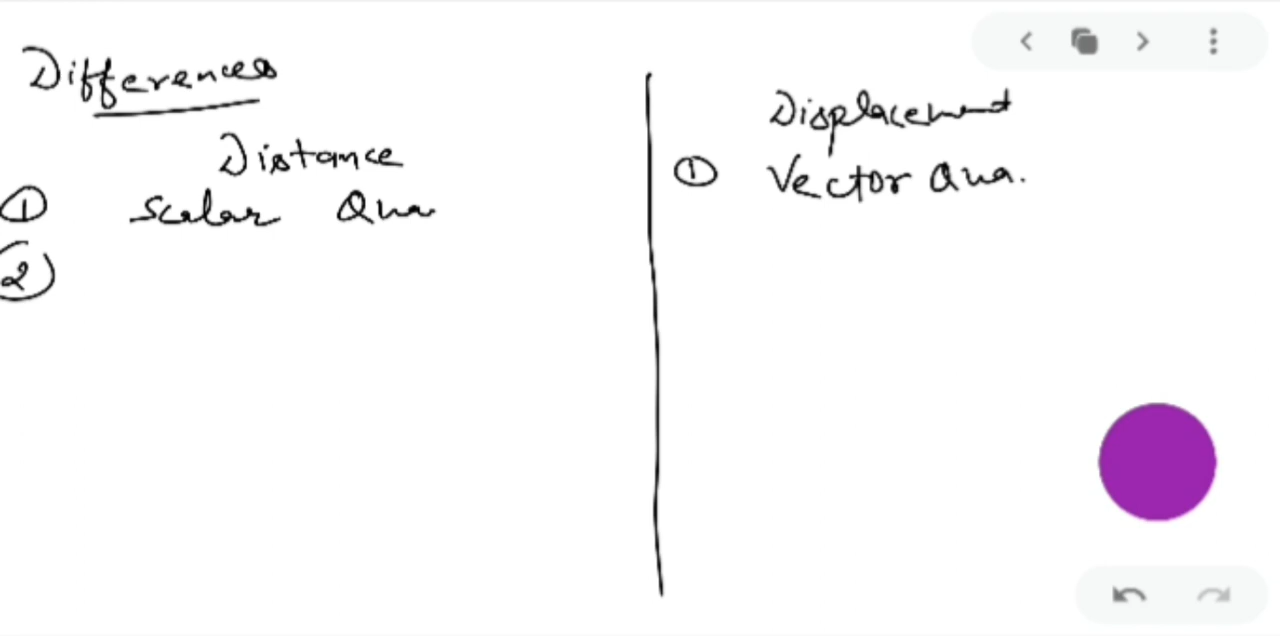 Differences
Distance
① Scalar Qua
②
Displacement
① Vector Qua.